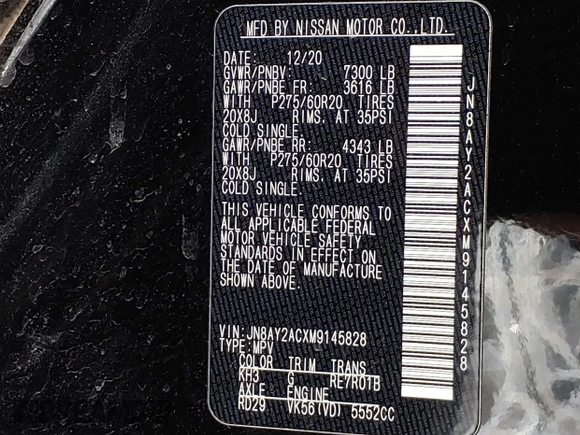 MFD BY NISSAN MOTOR CO.,LTD.
DATE: 12/20
GVWR/PNBV: 7300 LB
GAWR/PNBE FR: 3616 LB
WITH P275/60R20 TIRES
20X8J RIMS, AT 35PSI
COLD SINGLE.
GAWR/PNBE RR: 4343 LB
WITH P275/60R20 TIRES
20X8J RIMS, AT 35PSI
COLD SINGLE.
THIS VEHICLE CONFORMS TO
ALL APPLICABLE FEDERAL
MOTOR VEHICLE SAFETY
STANDARDS IN EFFECT ON
THE DATE OF MANUFACTURE
SHOWN ABOVE.
VIN:JN8AY2ACXM9145828
TYPE:MPV
COLOR TRIM TRANS
KH3 G RE7R01B
AXLE ENGINE
RD29 VK56(VD) 5552CC
JN8AY2ACXM9145828